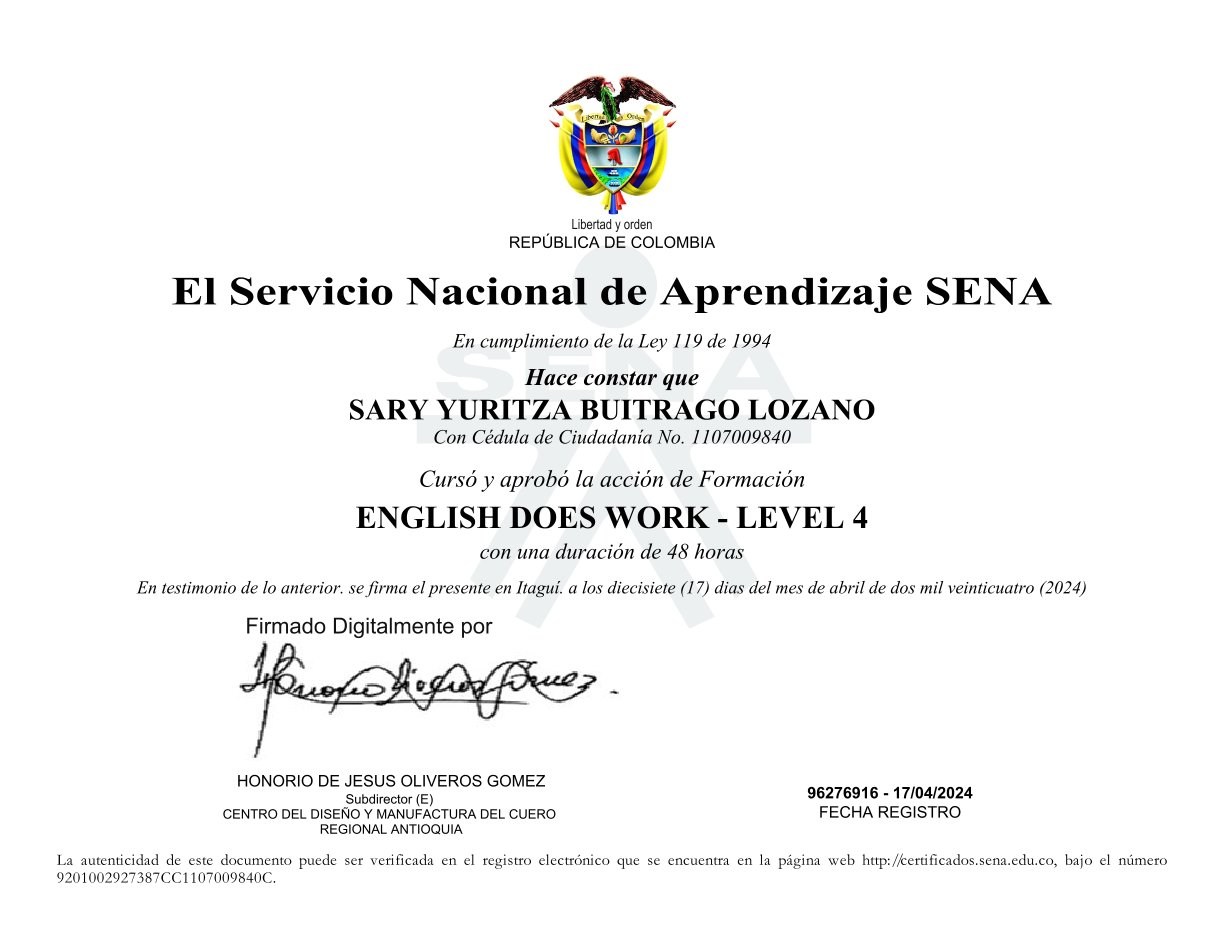 Libertad y Orden
Libertad y orden
REPÚBLICA DE COLOMBIA
El Servicio Nacional de Aprendizaje SENA
SENA
En cumplimiento de la Ley 119 de 1994
Hace constar que
SARY YURITZA BUITRAGO LOZANO
Con Cédula de Ciudadanía No. 1107009840
Cursó y aprobó la acción de Formación
ENGLISH DOES WORK - LEVEL 4
con una duración de 48 horas
En testimonio de lo anterior. se firma el presente en Itaguí. a los diecisiete (17) dias del mes de abril de dos mil veinticuatro (2024)
Firmado Digitalmente por
HONORIO DE JESUS OLIVEROS GOMEZ
Subdirector (E)
CENTRO DEL DISEÑO Y MANUFACTURA DEL CUERO
REGIONAL ANTIOQUIA
96276916 - 17/04/2024
FECHA REGISTRO
La autenticidad de este documento puede ser verificada en el registro electrónico que se encuentra en la página web http://certificados.sena.edu.co, bajo el número
9201002927387CC1107009840C.